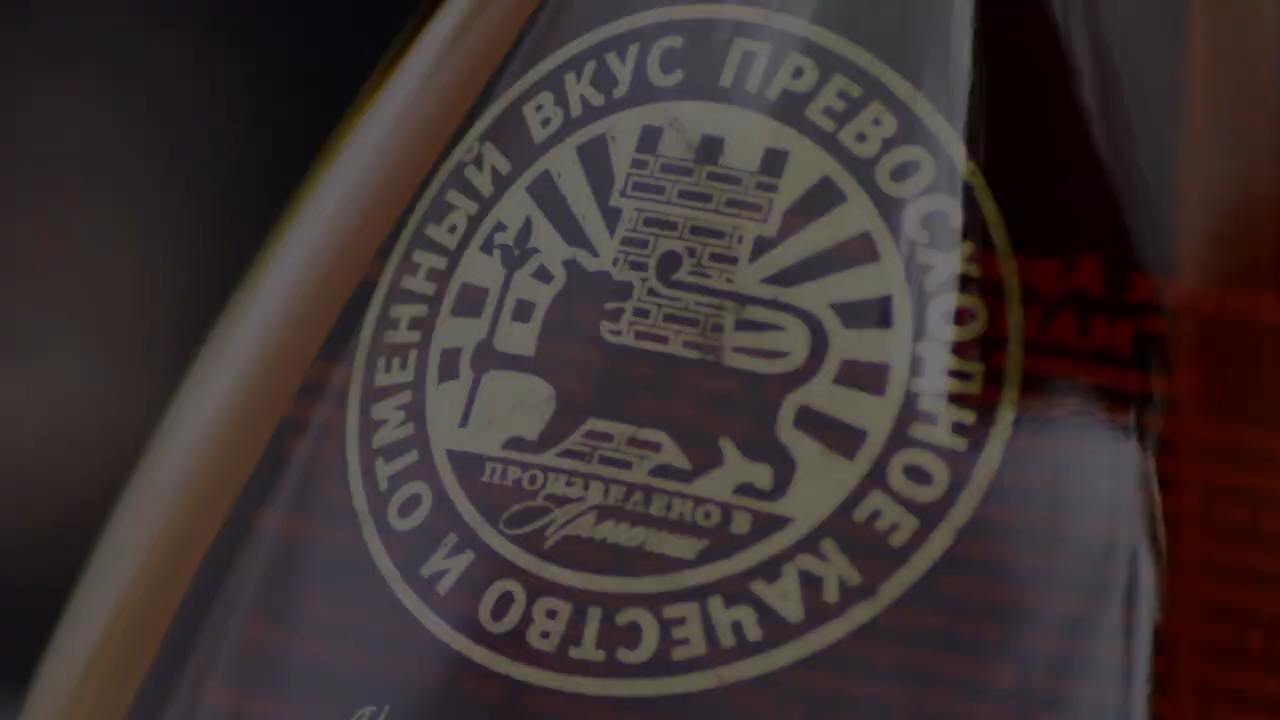 ПРЕВОСХОДНОЕ КАЧЕСТВО И ОТМЕННЫЙ ВКУС
ПРОИЗВЕДЕНО В
Армении